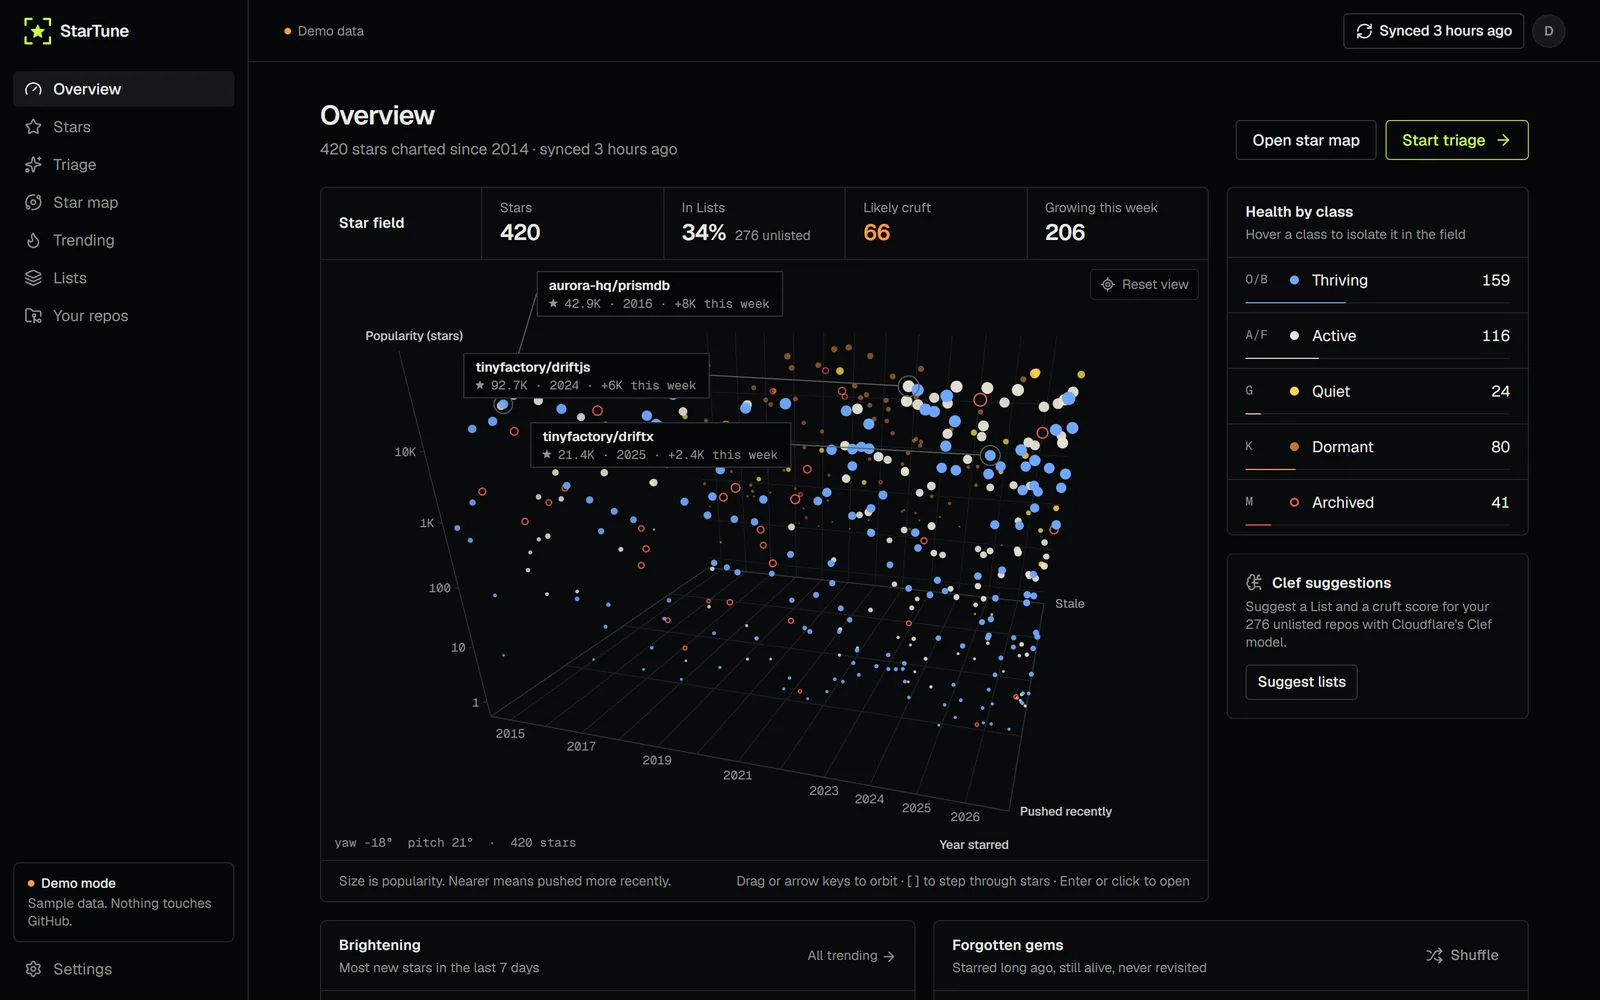 StarTune
Demo data
Synced 3 hours ago
D
Overview
Stars
Triage
Star map
Trending
Lists
Your repos
Demo mode
Sample data. Nothing touches
GitHub.
Settings
Overview
420 stars charted since 2014 · synced 3 hours ago
Open star map
Start triage
Star field
Stars
420
In Lists
34% 276 unlisted
Likely cruft
66
Growing this week
206
Reset view
aurora-hq/prismdb
★ 42.9K · 2016 · +8K this week
Popularity (stars)
tinyfactory/driftjs
★ 92.7K · 2024 · +6K this week
tinyfactory/driftx
★ 21.4K · 2025 · +2.4K this week
10K
1K
100
10
1
Stale
2015
2017
2019
2021
2023
2024
2025
2026
Pushed recently
Year starred
yaw -18° pitch 21° · 420 stars
Size is popularity. Nearer means pushed more recently.
Drag or arrow keys to orbit · [ ] to step through stars · Enter or click to open
Health by class
Hover a class to isolate it in the field
O/B Thriving 159
A/F Active 116
G Quiet 24
K Dormant 80
M Archived 41
Clef suggestions
Suggest a List and a cruft score for your
276 unlisted repos with Cloudflare's Clef
model.
Suggest lists
Brightening
Most new stars in the last 7 days
All trending
Forgotten gems
Starred long ago, still alive, never revisited
Shuffle